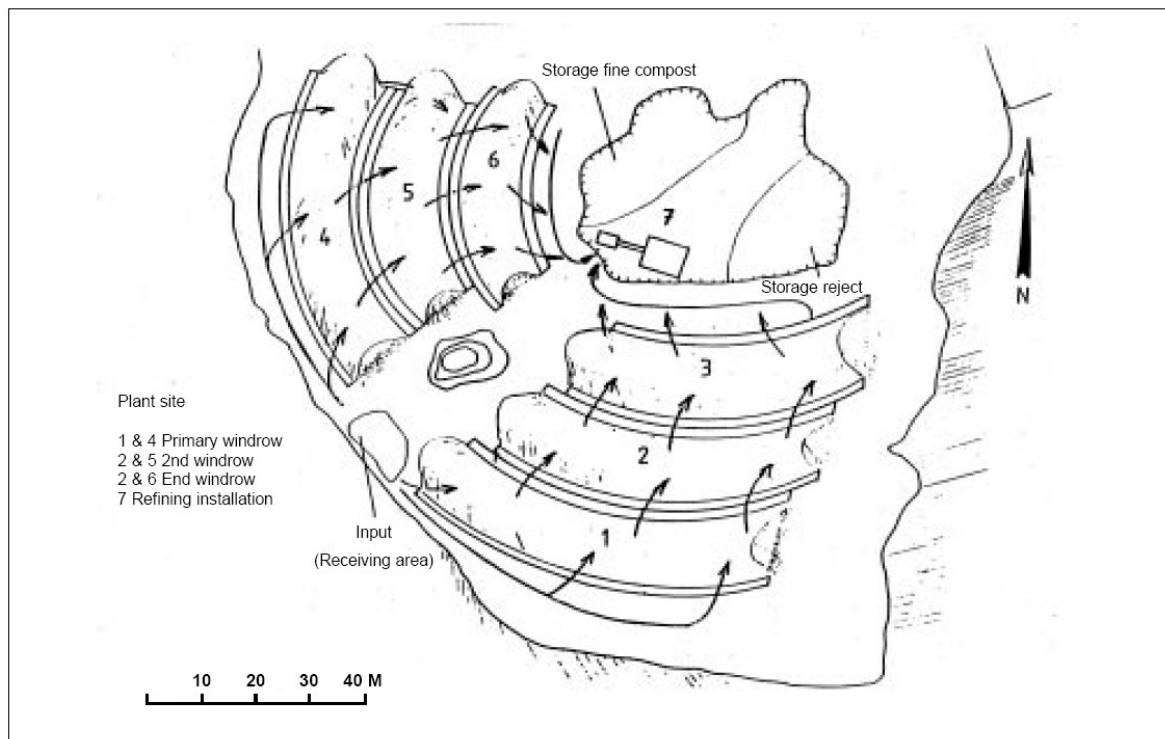 Storage fine compost
6
5
4
7
Storage reject
N
3
Plant site
1 & 4 Primary windrow
2 & 5 2nd windrow
2 & 6 End windrow
7 Refining installation
2
Input
(Receiving area)
1
10 20 30 40 M